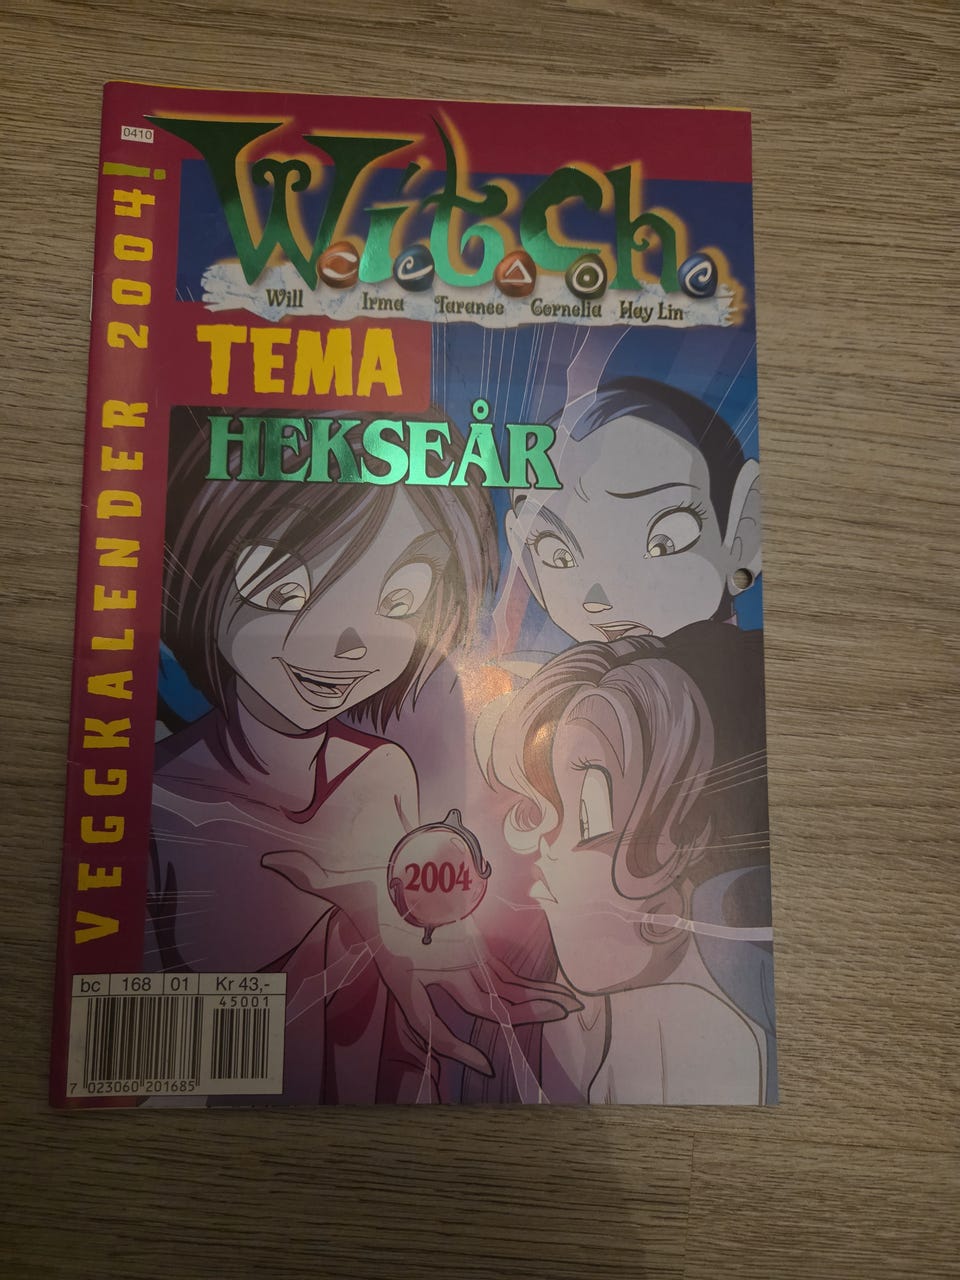 0410
W.i.t.c.h.
Will Irma Taranee Cornelia Hay Lin
VEGGKALENDER 2004!
TEMA
HEKSEÅR
2004
bc 168 01 Kr 43,-
45001
7 023060 201685